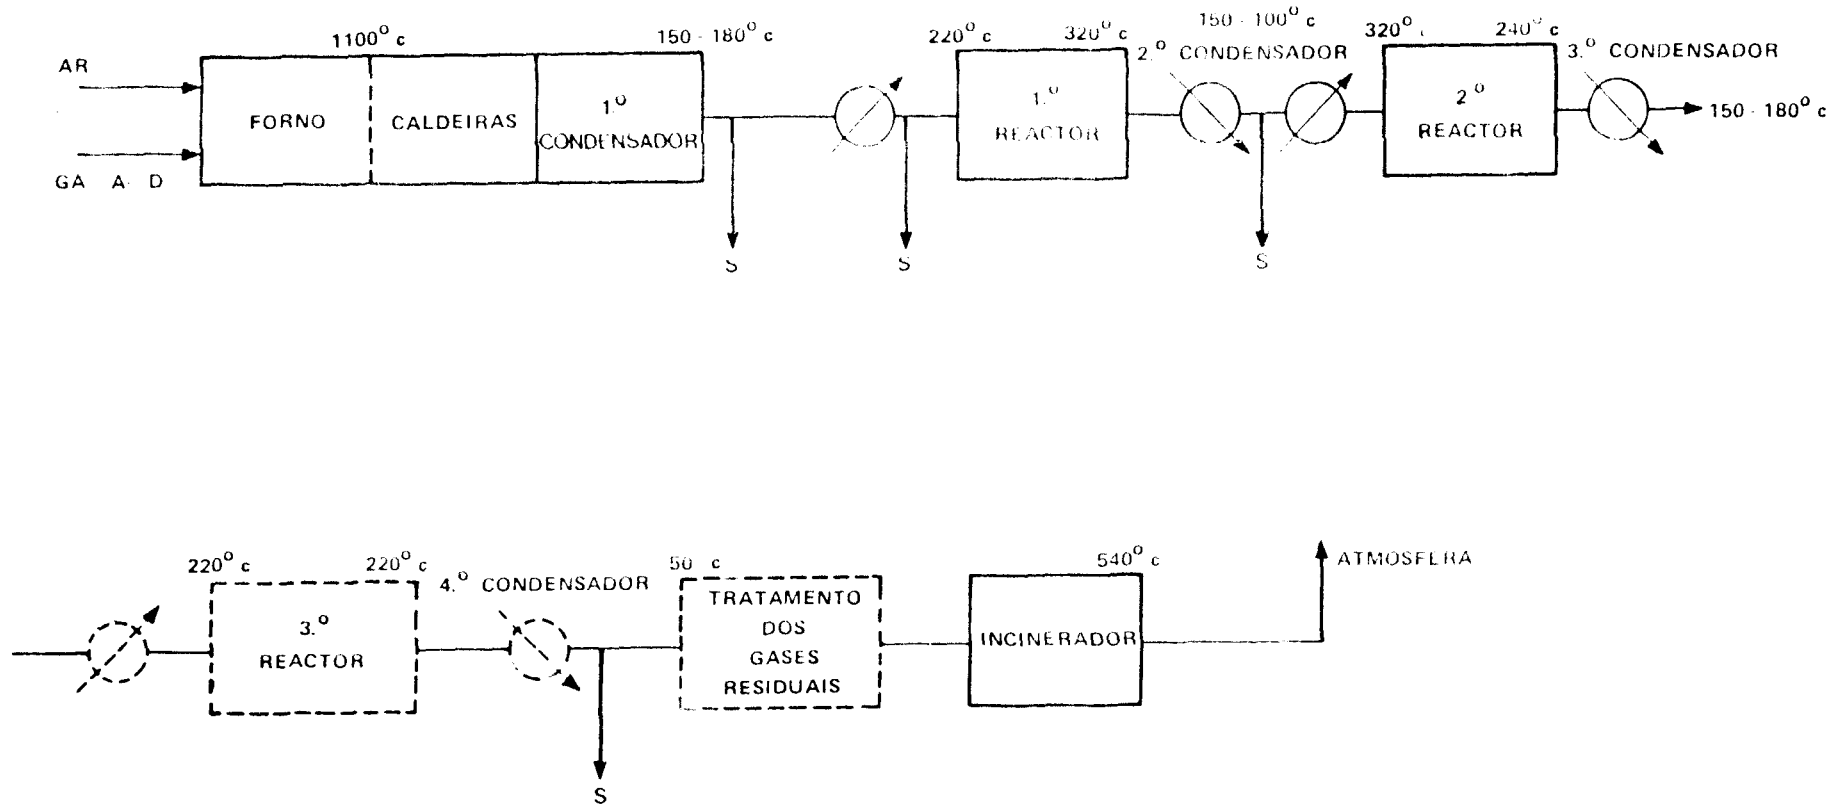 AR
GA A D
FORNO
1100° c
CALDEIRAS
1.º
CONDENSADOR
150 - 180° c
S
S
220° c
320° c
1.º
REACTOR
2.º CONDENSADOR
150 - 100° c
S
320° c
240° c
2º
REACTOR
3.º CONDENSADOR
150 - 180° c
220° c
220° c
3.º
REACTOR
4.º CONDENSADOR
S
50 c
TRATAMENTO
DOS
GASES
RESIDUAIS
540° c
INCINERADOR
ATMOSFERA